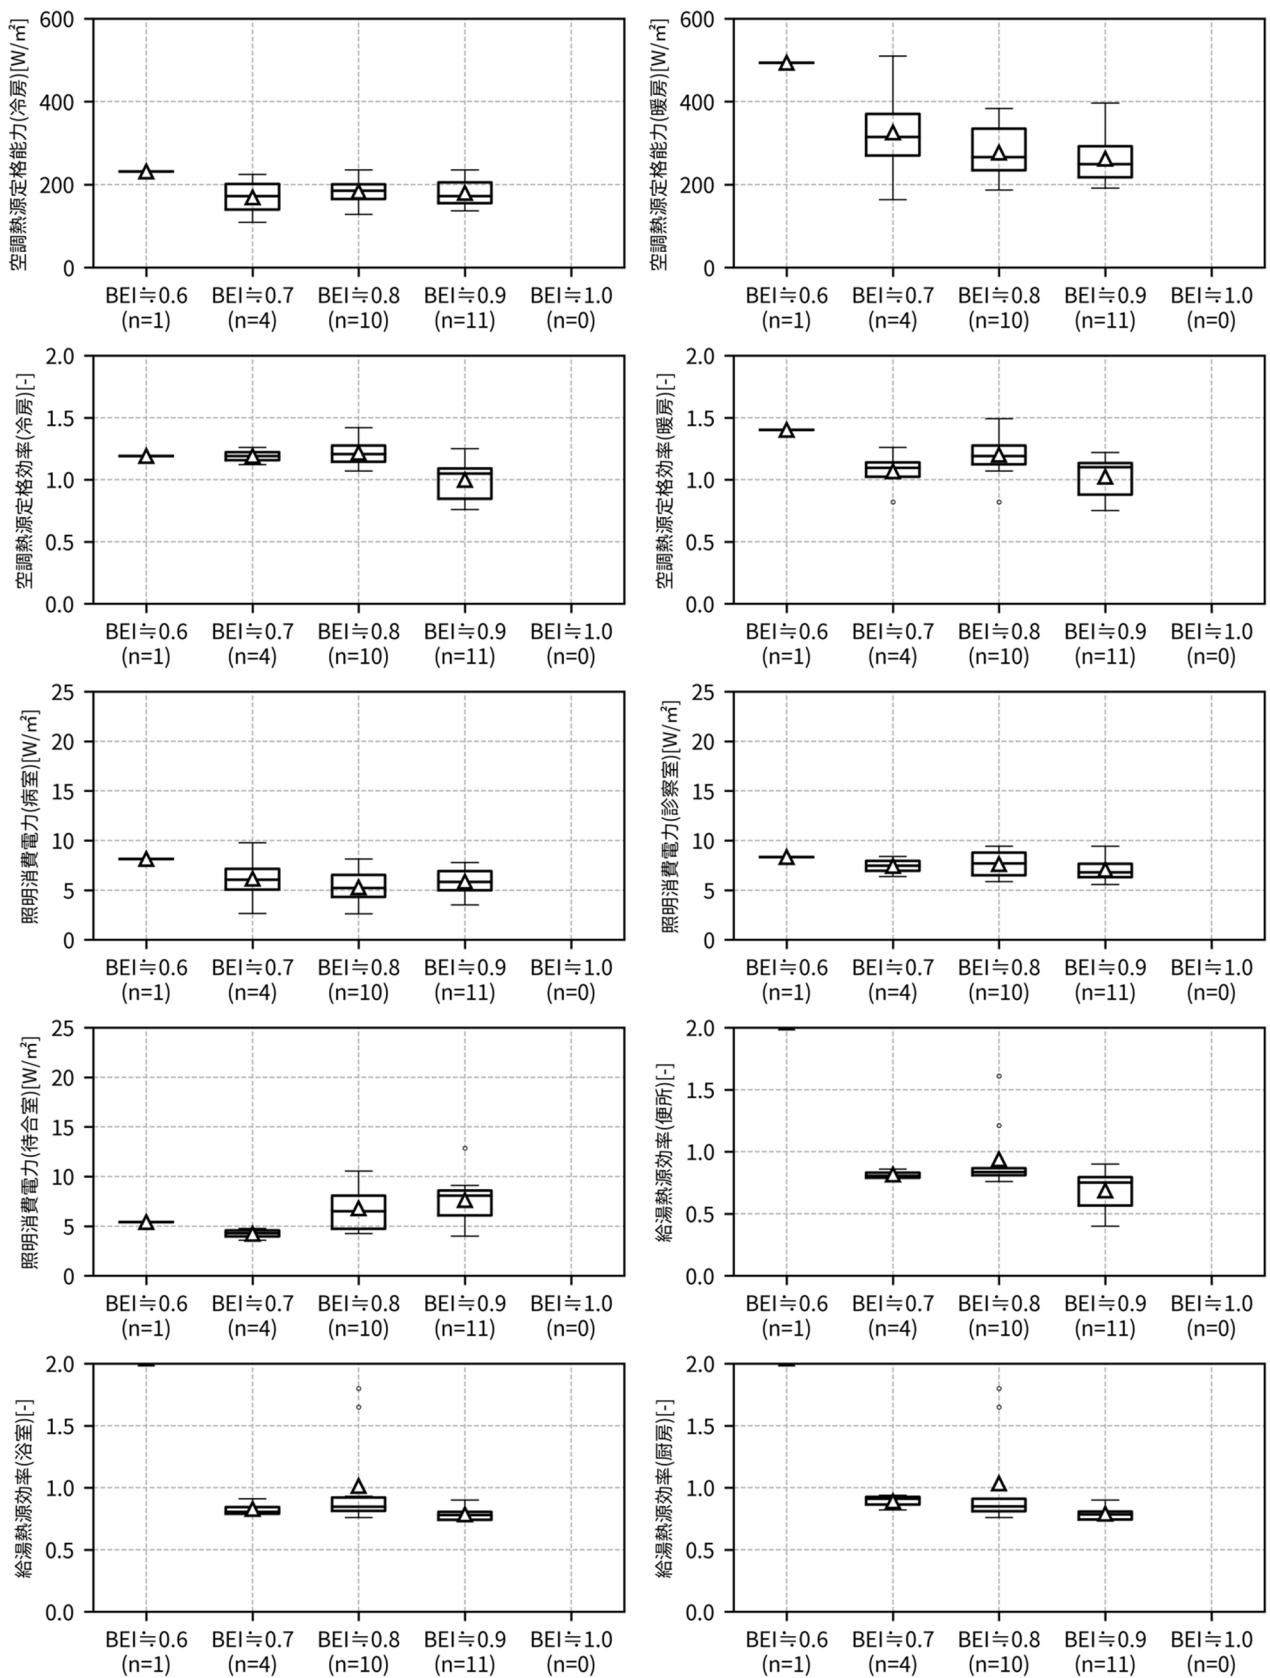 空調熱源定格能力(冷房)[W/㎡]
600
400
200
0
BEI≒0.6 BEI≒0.7 BEI≒0.8 BEI≒0.9 BEI≒1.0
(n=1) (n=4) (n=10) (n=11) (n=0)
空調熱源定格能力(暖房)[W/㎡]
600
400
200
0
BEI≒0.6 BEI≒0.7 BEI≒0.8 BEI≒0.9 BEI≒1.0
(n=1) (n=4) (n=10) (n=11) (n=0)
空調熱源定格効率(冷房)[-]
2.0
1.5
1.0
0.5
0.0
BEI≒0.6 BEI≒0.7 BEI≒0.8 BEI≒0.9 BEI≒1.0
(n=1) (n=4) (n=10) (n=11) (n=0)
空調熱源定格効率(暖房)[-]
2.0
1.5
1.0
0.5
0.0
BEI≒0.6 BEI≒0.7 BEI≒0.8 BEI≒0.9 BEI≒1.0
(n=1) (n=4) (n=10) (n=11) (n=0)
照明消費電力(病室)[W/㎡]
25
20
15
10
5
0
BEI≒0.6 BEI≒0.7 BEI≒0.8 BEI≒0.9 BEI≒1.0
(n=1) (n=4) (n=10) (n=11) (n=0)
照明消費電力(診察室)[W/㎡]
25
20
15
10
5
0
BEI≒0.6 BEI≒0.7 BEI≒0.8 BEI≒0.9 BEI≒1.0
(n=1) (n=4) (n=10) (n=11) (n=0)
照明消費電力(待合室)[W/㎡]
25
20
15
10
5
0
BEI≒0.6 BEI≒0.7 BEI≒0.8 BEI≒0.9 BEI≒1.0
(n=1) (n=4) (n=10) (n=11) (n=0)
給湯熱源効率(便所)[-]
2.0
1.5
1.0
0.5
0.0
BEI≒0.6 BEI≒0.7 BEI≒0.8 BEI≒0.9 BEI≒1.0
(n=1) (n=4) (n=10) (n=11) (n=0)
給湯熱源効率(浴室)[-]
2.0
1.5
1.0
0.5
0.0
BEI≒0.6 BEI≒0.7 BEI≒0.8 BEI≒0.9 BEI≒1.0
(n=1) (n=4) (n=10) (n=11) (n=0)
給湯熱源効率(厨房)[-]
2.0
1.5
1.0
0.5
0.0
BEI≒0.6 BEI≒0.7 BEI≒0.8 BEI≒0.9 BEI≒1.0
(n=1) (n=4) (n=10) (n=11) (n=0)